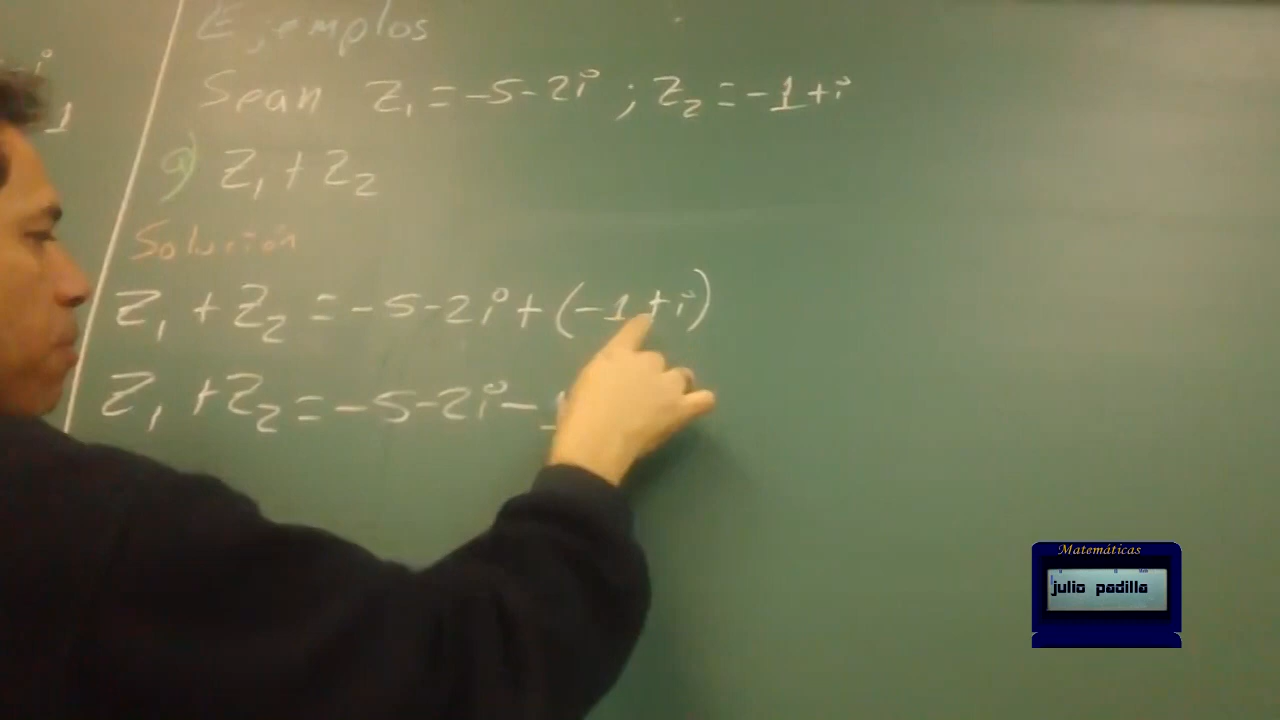 i
1
Ejemplos
Sean Z₁ = -5-2i ; Z₂ = -1+i
a) Z₁ + Z₂
Solución
Z₁ + Z₂ = -5-2i + (-1+i)
Z₁ + Z₂ = -5-2i - 1
Matemáticas
julio padilla